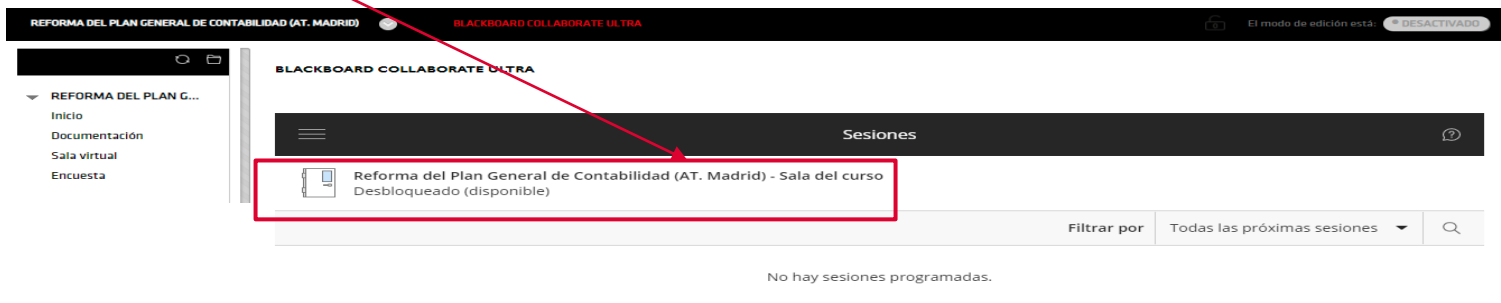 REFORMA DEL PLAN GENERAL DE CONTABILIDAD (AT. MADRID) BLACKBOARD COLLABORATE ULTRA El modo de edición está: DESACTIVADO
BLACKBOARD COLLABORATE ULTRA
REFORMA DEL PLAN G...
Inicio
Documentación
Sala virtual
Encuesta
Sesiones
Reforma del Plan General de Contabilidad (AT. Madrid) - Sala del curso
Desbloqueado (disponible)
Filtrar por Todas las próximas sesiones
No hay sesiones programadas.